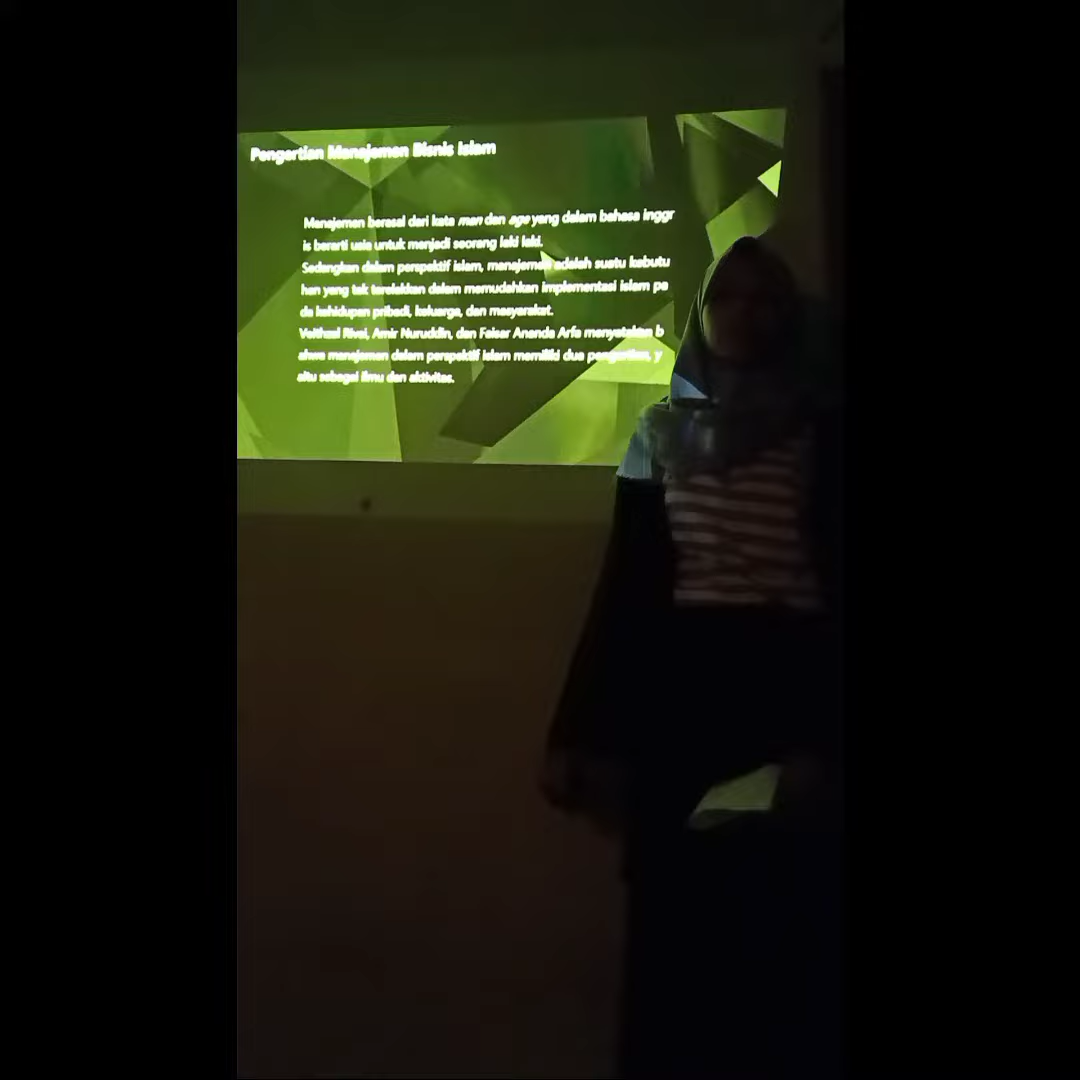 Pengertian Manajemen Bisnis Islam
Manajemen berasal dari kata man dan age yang dalam bahasa inggr
is berarti usia untuk menjadi seorang laki laki.
Sedangkan dalam perspektif islam, manajemen adalah suatu kebutu
han yang tak terelakkan dalam memudahkan implementasi islam pa
da kehidupan pribadi, keluarga, dan masyarakat.
Veithzal Rivai, Amir Nuruddin, dan Faisar Ananda Arfa menyatakan b
ahwa manajemen dalam perspektif islam memiliki dua pengertian, y
aitu sebagai ilmu dan aktivitas.